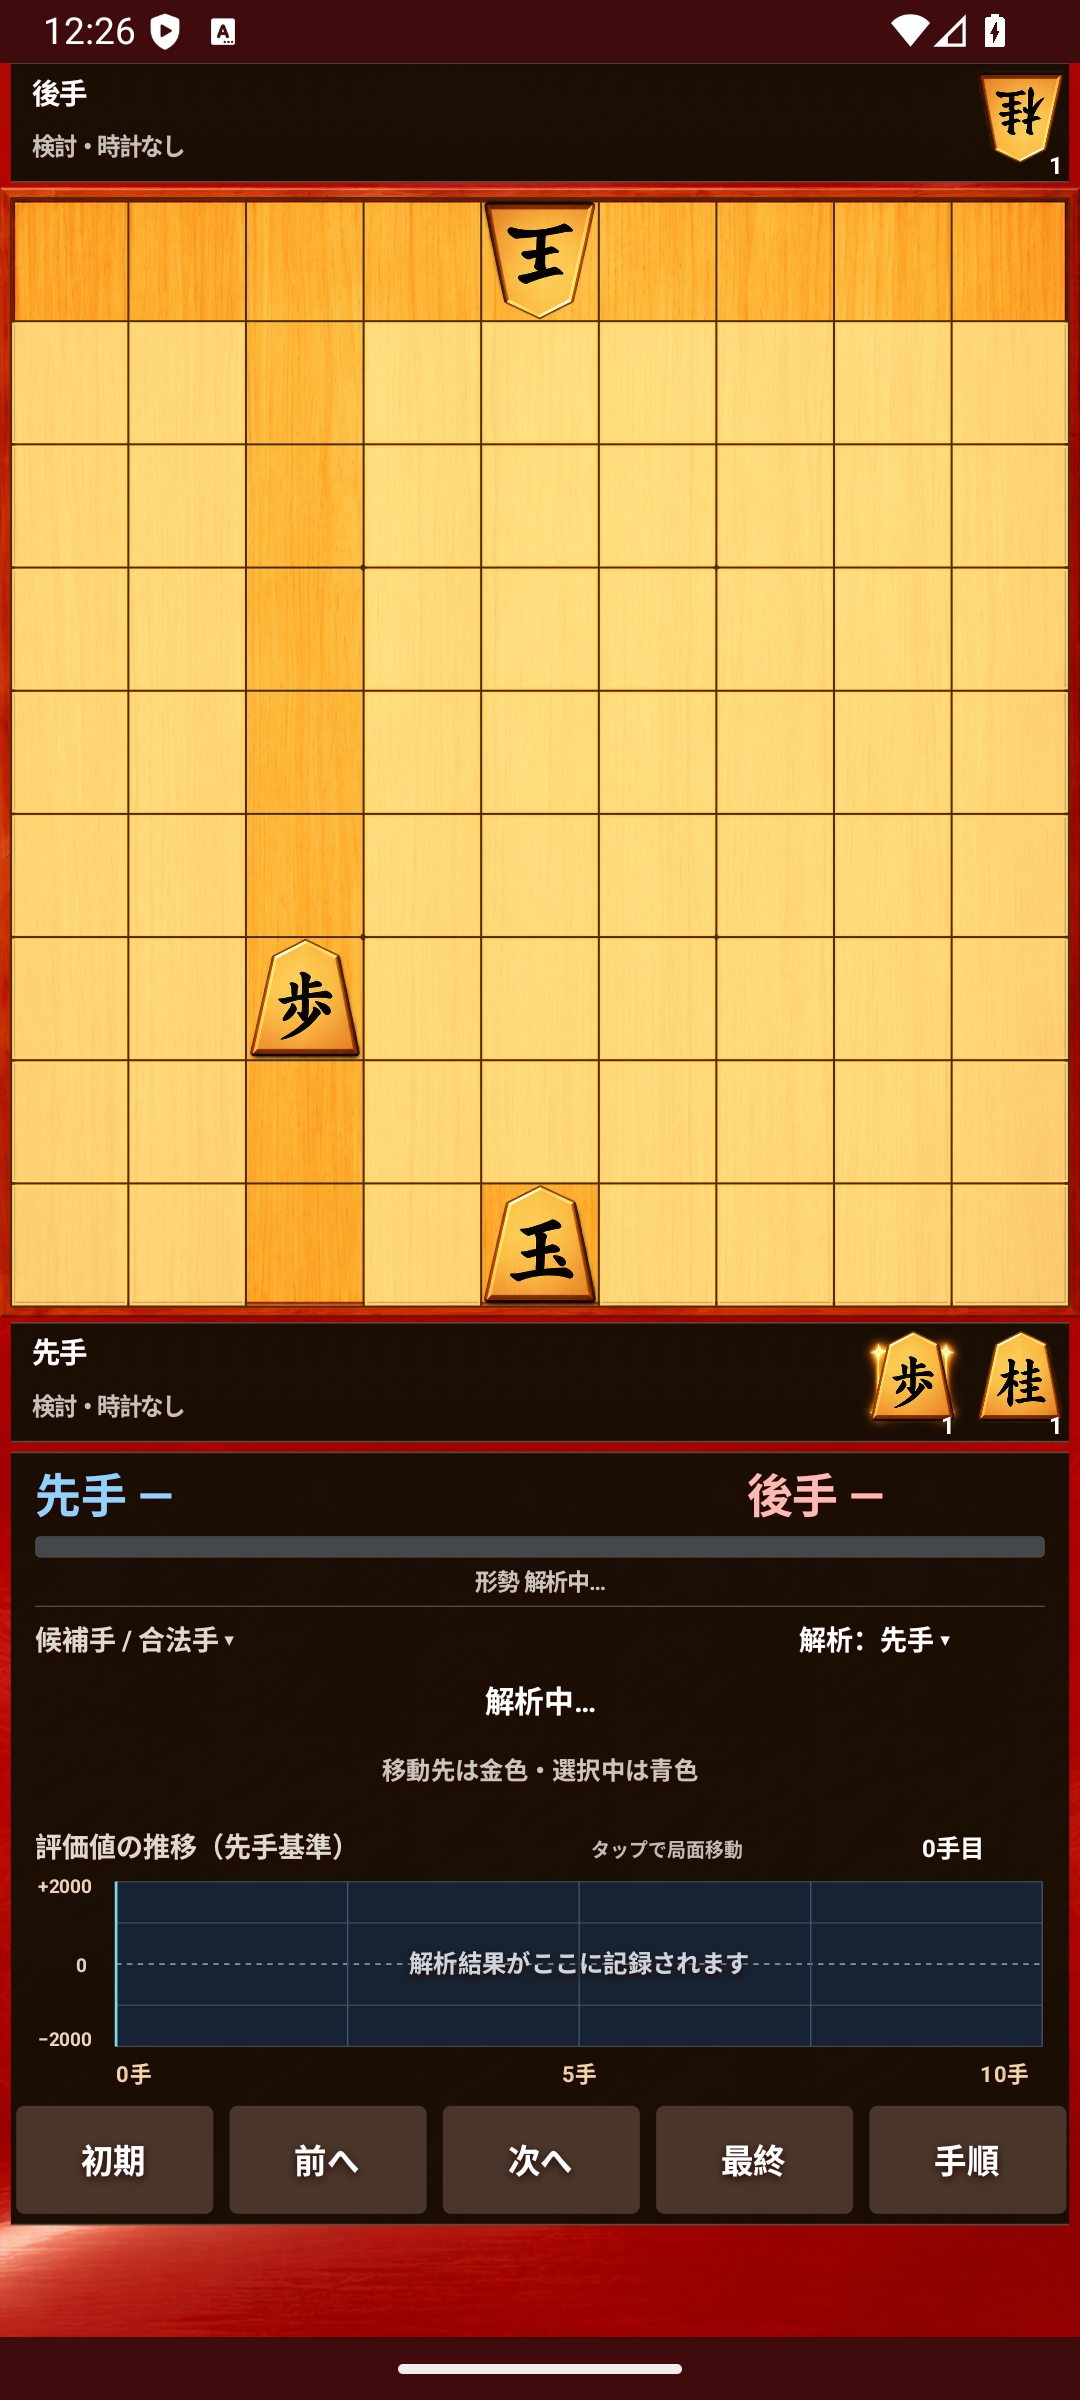 12:26
後手
検討・時計なし
桂
1
王
歩
玉
先手
検討・時計なし
歩
1
桂
1
先手 －
後手 －
形勢 解析中…
候補手 / 合法手 ▾
解析：先手 ▾
解析中…
移動先は金色・選択中は青色
評価値の推移（先手基準）
タップで局面移動
0手目
+2000
0
−2000
解析結果がここに記録されます
0手
5手
10手
初期
前へ
次へ
最終
手順